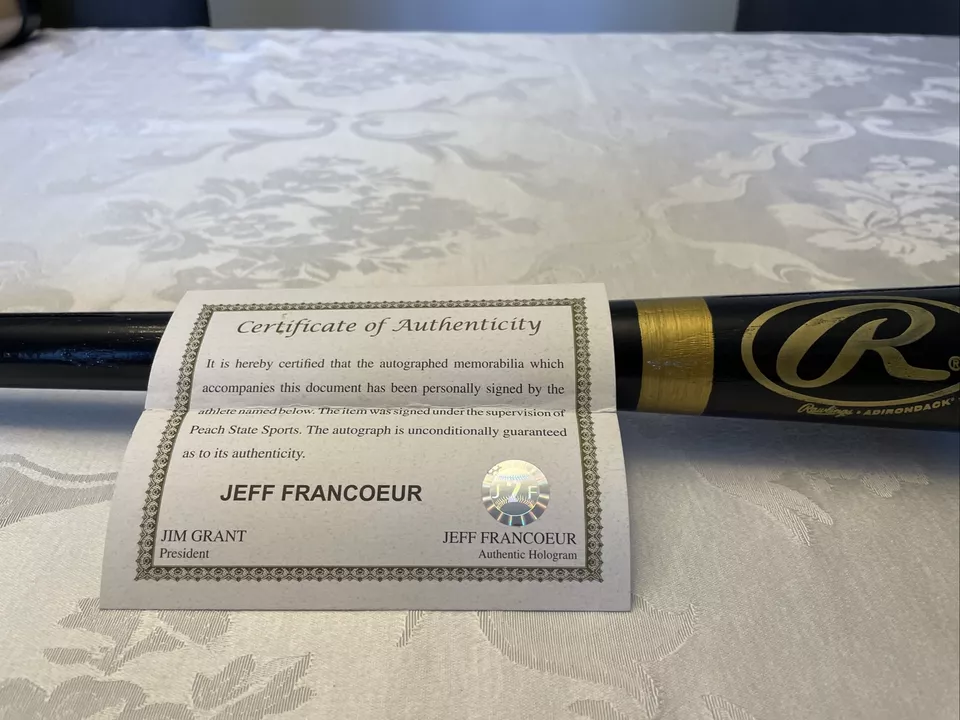 Certificate of Authenticity
It is hereby certified that the autographed memorabilia which
accompanies this document has been personally signed by the
athlete named below. The item was signed under the supervision of
Peach State Sports. The autograph is unconditionally guaranteed
as to its authenticity.
JEFF FRANCOEUR
J 7 F
JIM GRANT
President
JEFF FRANCOEUR
Authentic Hologram
R®
Rawlings • ADIRONDACK